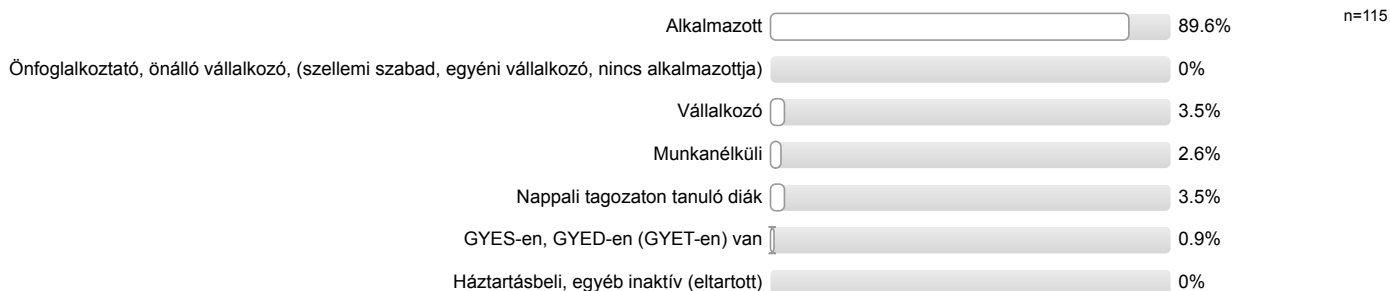 Alkalmazott 89.6% n=115
Önfoglalkoztató, önálló vállalkozó, (szellemi szabad, egyéni vállalkozó, nincs alkalmazottja) 0%
Vállalkozó 3.5%
Munkanélküli 2.6%
Nappali tagozaton tanuló diák 3.5%
GYES-en, GYED-en (GYET-en) van 0.9%
Háztartásbeli, egyéb inaktív (eltartott) 0%